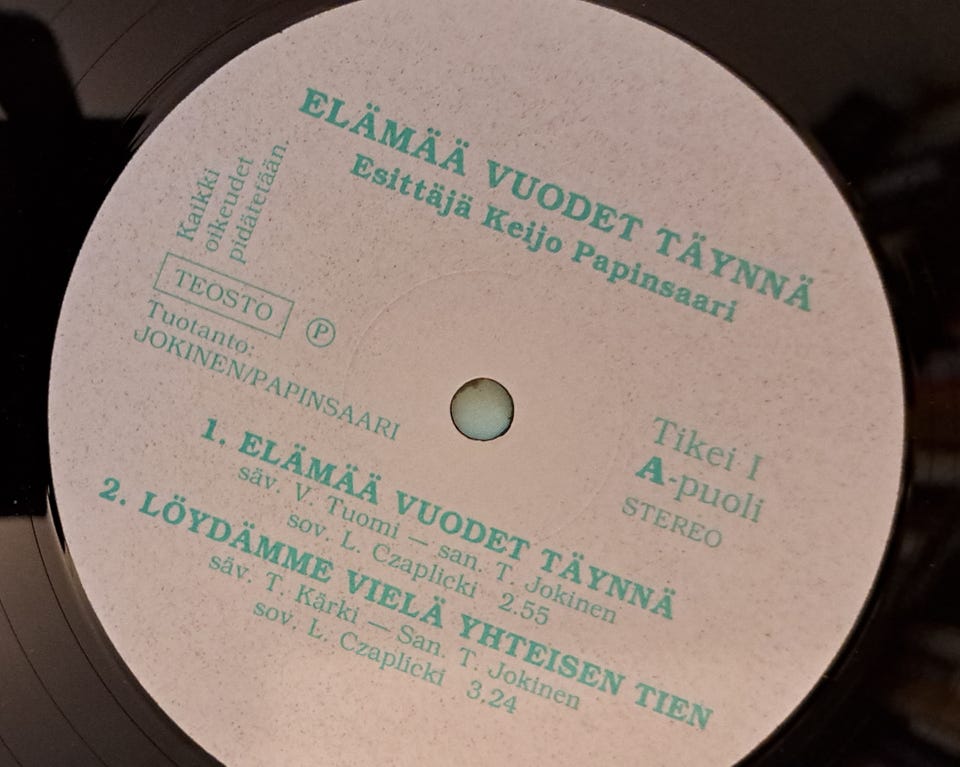 ELÄMÄÄ VUODET TÄYNNÄ
Esittäjä Keijo Papinsaari
Kaikki
oikeudet
pidätetään.
TEOSTO
P
Tuotanto:
JOKINEN/PAPINSAARI
Tikei I
A-puoli
STEREO
1. ELÄMÄÄ VUODET TÄYNNÄ
säv. V. Tuomi — san. T. Jokinen
sov. L. Czaplicki 2.55
2. LÖYDÄMME VIELÄ YHTEISEN TIEN
säv. T. Kärki — San. T. Jokinen
sov. L. Czaplicki 3,24